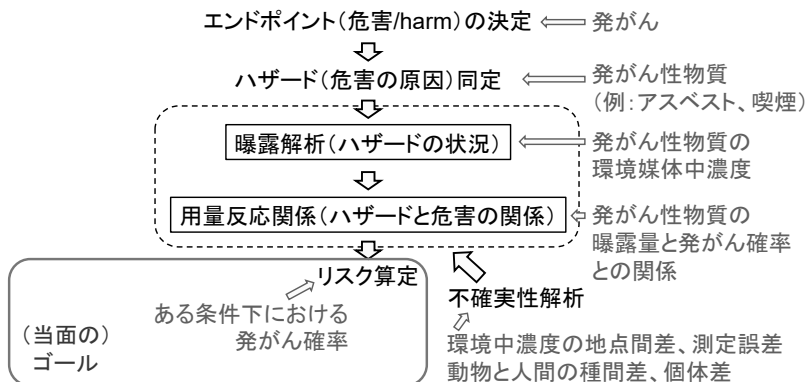 エンドポイント(危害/harm)の決定
発がん
ハザード(危害の原因)同定
発がん性物質
(例:アスベスト、喫煙)
曝露解析(ハザードの状況)
発がん性物質の
環境媒体中濃度
用量反応関係(ハザードと危害の関係)
発がん性物質の
曝露量と発がん確率
との関係
リスク算定
不確実性解析
ある条件下における
発がん確率
(当面の)
ゴール
環境中濃度の地点間差、測定誤差
動物と人間の種間差、個体差